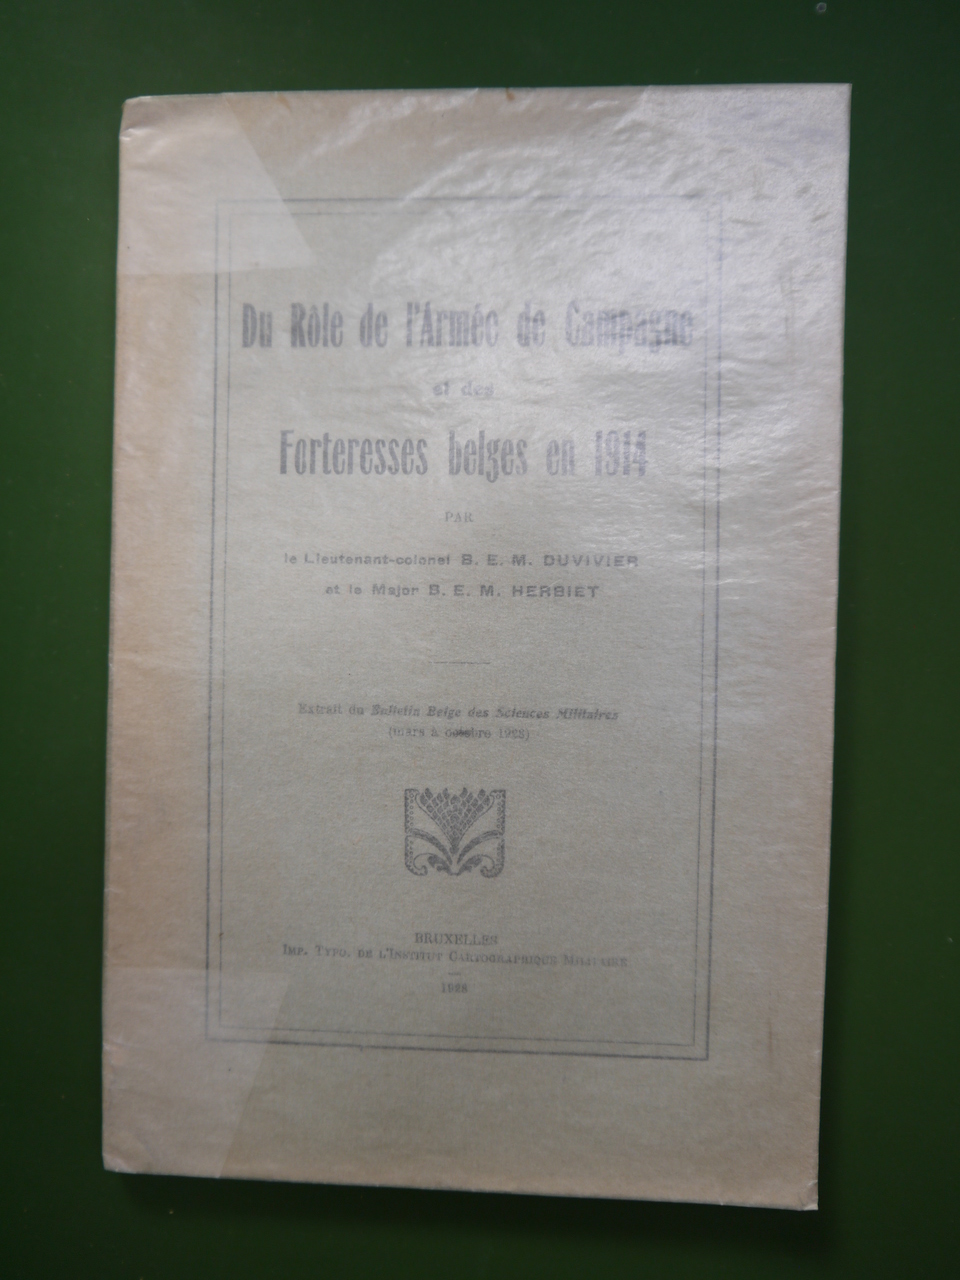 Du Rôle de l'Armée de Campagne
et des
Forteresses belges en 1914
PAR
le Lieutenant-colonel B. E. M. DUVIVIER
et le Major B. E. M. HERBIET
Extrait du Bulletin Belge des Sciences Militaires
(mars à octobre 1928)
BRUXELLES
IMP. TYPO. DE L'INSTITUT CARTOGRAPHIQUE MILITAIRE
1928